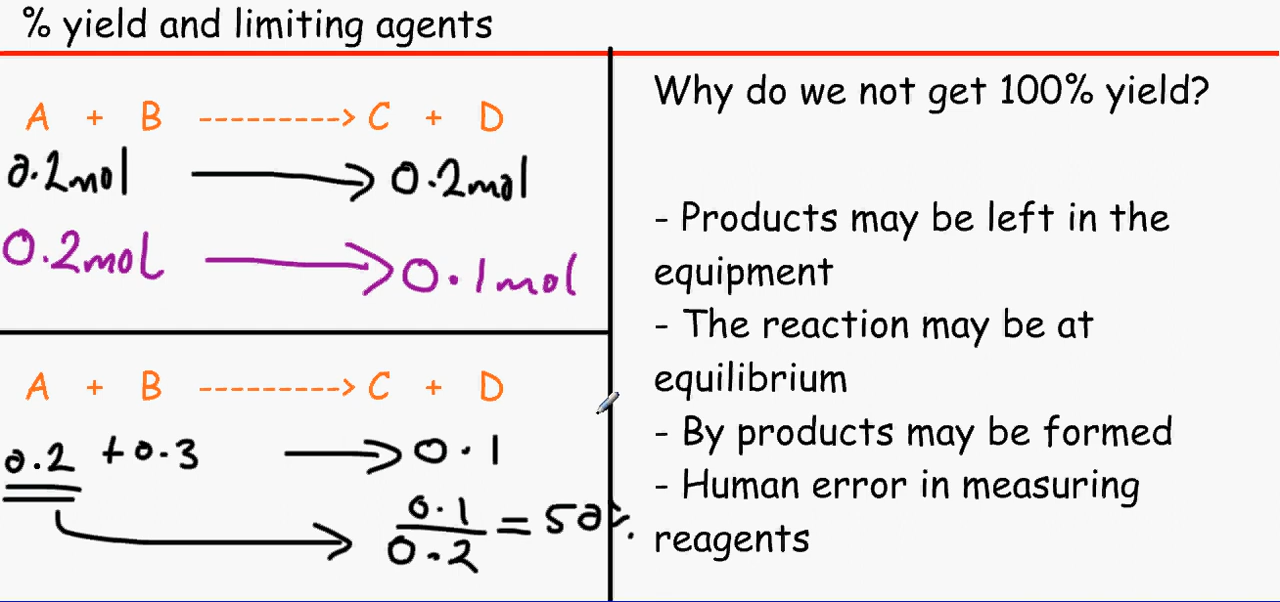 % yield and limiting agents
A + B ---------> C + D
0.2mol → 0.2mol
0.2mol → 0.1mol
A + B ---------> C + D
0.2 + 0.3 → 0.1
0.1
0.2
= 50%.
Why do we not get 100% yield?
- Products may be left in the
equipment
- The reaction may be at
equilibrium
- By products may be formed
- Human error in measuring
reagents